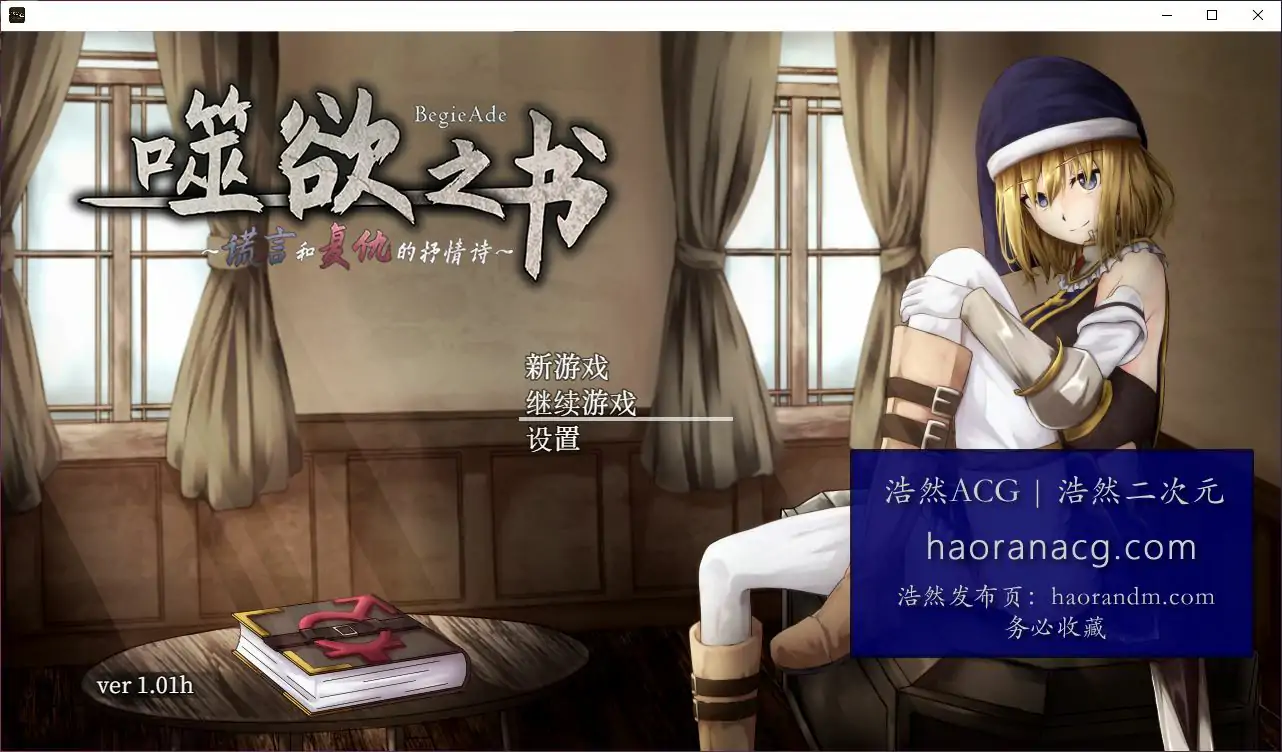 BegieAde
噬欲之书
~谎言和复仇的抒情诗~
新游戏
继续游戏
设置
浩然ACG | 浩然二次元
haoranacg.com
浩然发布页：haorandm.com
务必收藏
ver 1.01h